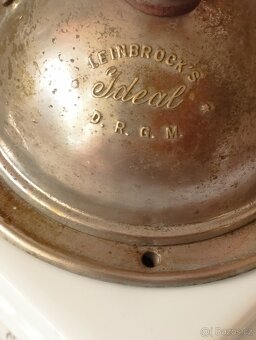 LEINBROCK'S
Ideal
D. R. G. M.